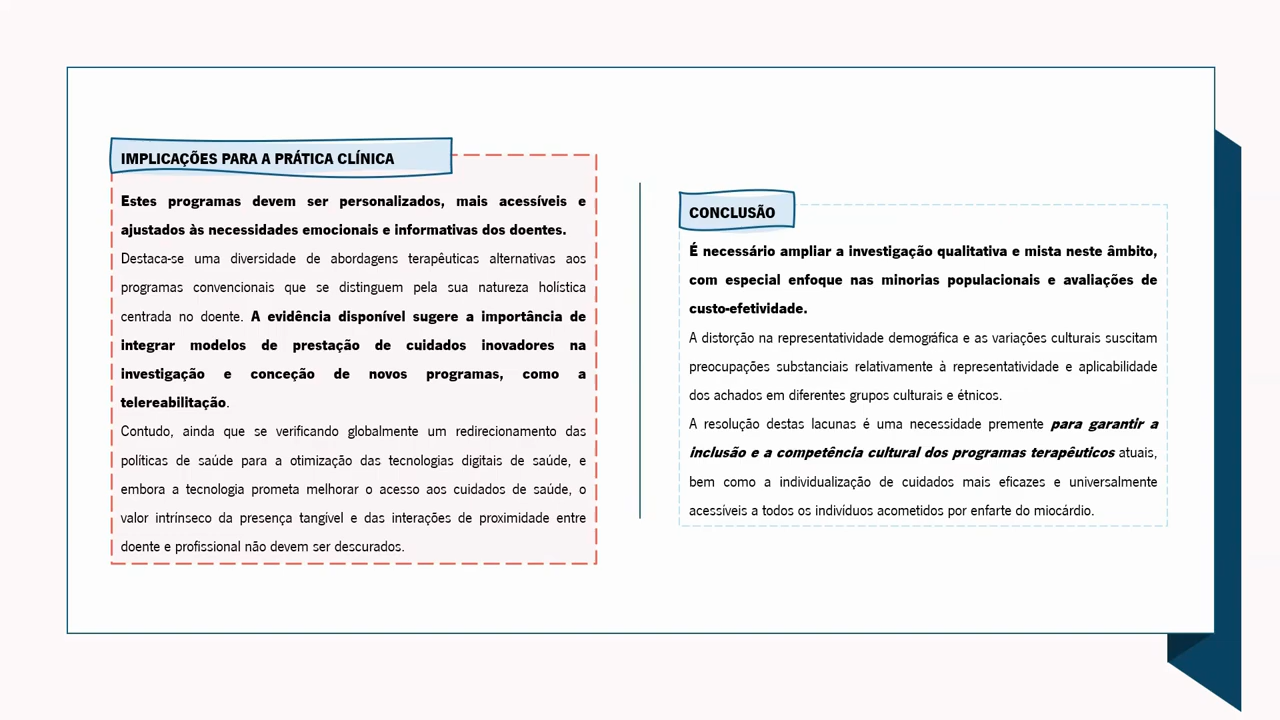 IMPLICAÇÕES PARA A PRÁTICA CLÍNICA
Estes programas devem ser personalizados, mais acessíveis e
ajustados às necessidades emocionais e informativas dos doentes.
Destaca-se uma diversidade de abordagens terapêuticas alternativas aos
programas convencionais que se distinguem pela sua natureza holística
centrada no doente. A evidência disponível sugere a importância de
integrar modelos de prestação de cuidados inovadores na
investigação e conceção de novos programas, como a
telereabilitação.
Contudo, ainda que se verificando globalmente um redirecionamento das
políticas de saúde para a otimização das tecnologias digitais de saúde, e
embora a tecnologia prometa melhorar o acesso aos cuidados de saúde, o
valor intrínseco da presença tangível e das interações de proximidade entre
doente e profissional não devem ser descurados.
CONCLUSÃO
É necessário ampliar a investigação qualitativa e mista neste âmbito,
com especial enfoque nas minorias populacionais e avaliações de
custo-efetividade.
A distorção na representatividade demográfica e as variações culturais suscitam
preocupações substanciais relativamente à representatividade e aplicabilidade
dos achados em diferentes grupos culturais e étnicos.
A resolução destas lacunas é uma necessidade premente para garantir a
inclusão e a competência cultural dos programas terapêuticos atuais,
bem como a individualização de cuidados mais eficazes e universalmente
acessíveis a todos os indivíduos acometidos por enfarte do miocárdio.